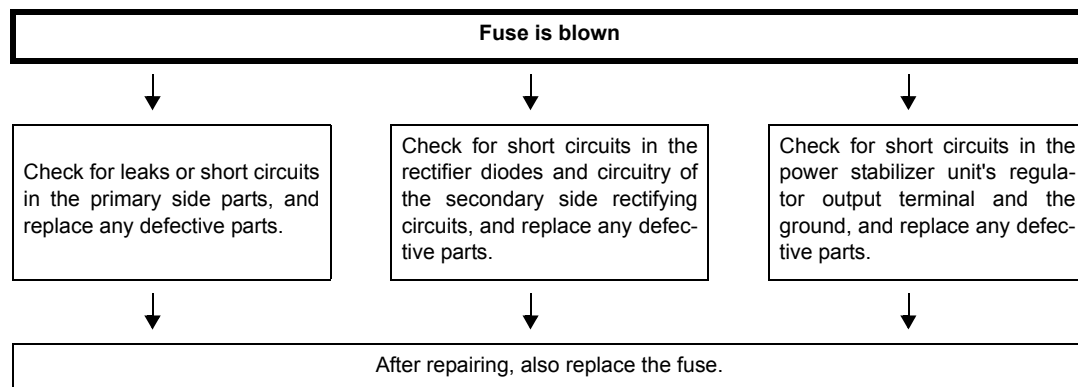 Fuse is blown
Check for leaks or short circuits
in the primary side parts, and
replace any defective parts.
Check for short circuits in the
rectifier diodes and circuitry of
the secondary side rectifying
circuits, and replace any defec-
tive parts.
Check for short circuits in the
power stabilizer unit's regula-
tor output terminal and the
ground, and replace any defec-
tive parts.
After repairing, also replace the fuse.